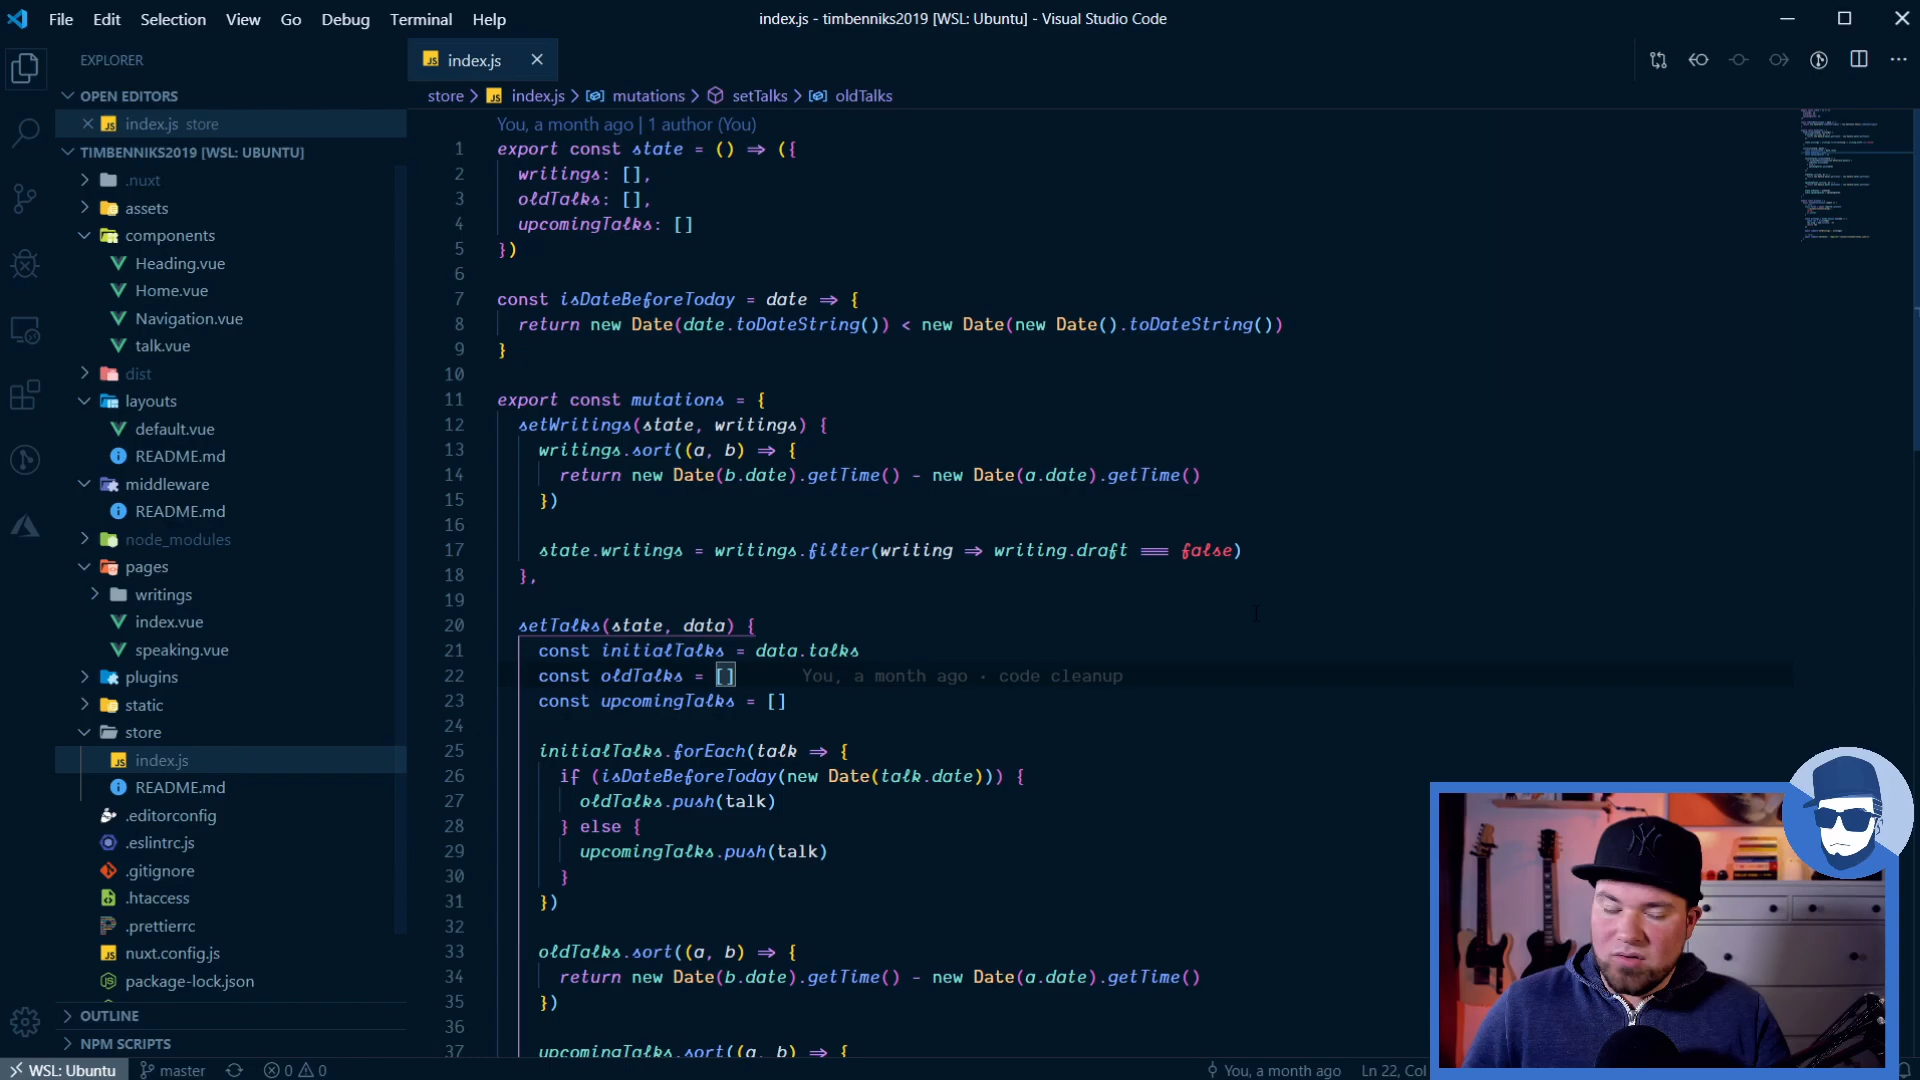 File Edit Selection View Go Debug Terminal Help
index.js - timbenniks2019 [WSL: Ubuntu] - Visual Studio Code
EXPLORER
OPEN EDITORS
index.js store
TIMBENNIKS2019 [WSL: UBUNTU]
.nuxt
assets
components
Heading.vue
Home.vue
Navigation.vue
talk.vue
dist
layouts
default.vue
README.md
middleware
README.md
node_modules
pages
writings
index.vue
speaking.vue
plugins
static
store
index.js
README.md
.editorconfig
.eslintrc.js
.gitignore
.htaccess
.prettierrc
nuxt.config.js
package-lock.json
OUTLINE
NPM SCRIPTS
index.js
store > index.js > mutations > setTalks > oldTalks
You, a month ago | 1 author (You)
1 export const state = () => ({
2 writings: [],
3 oldTalks: [],
4 upcomingTalks: []
5 })
6
7 const isDateBeforeToday = date => {
8 return new Date(date.toDateString()) < new Date(new Date().toDateString())
9 }
10
11 export const mutations = {
12 setWritings(state, writings) {
13 writings.sort((a, b) => {
14 return new Date(b.date).getTime() - new Date(a.date).getTime()
15 })
16
17 state.writings = writings.filter(writing => writing.draft === false)
18 },
19
20 setTalks(state, data) {
21 const initialTalks = data.talks
22 const oldTalks = [] You, a month ago • code cleanup
23 const upcomingTalks = []
24
25 initialTalks.forEach(talk => {
26 if (isDateBeforeToday(new Date(talk.date))) {
27 oldTalks.push(talk)
28 } else {
29 upcomingTalks.push(talk)
30 }
31 })
32
33 oldTalks.sort((a, b) => {
34 return new Date(b.date).getTime() - new Date(a.date).getTime()
35 })
36
37 upcomingTalks.sort((a, b) => {
WSL: Ubuntu master 0 0 You, a month ago Ln 22, Col